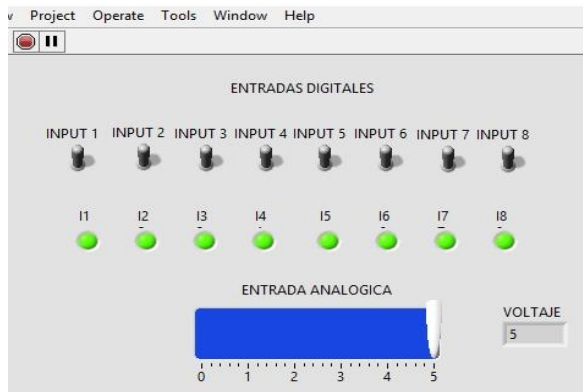 Project Operate Tools Window Help
ENTRADAS DIGITALES
INPUT 1 INPUT 2 INPUT 3 INPUT 4 INPUT 5 INPUT 6 INPUT 7 INPUT 8
I1 I2 I3 I4 I5 I6 I7 I8
ENTRADA ANALOGICA
VOLTAJE
5
0 1 2 3 4 5